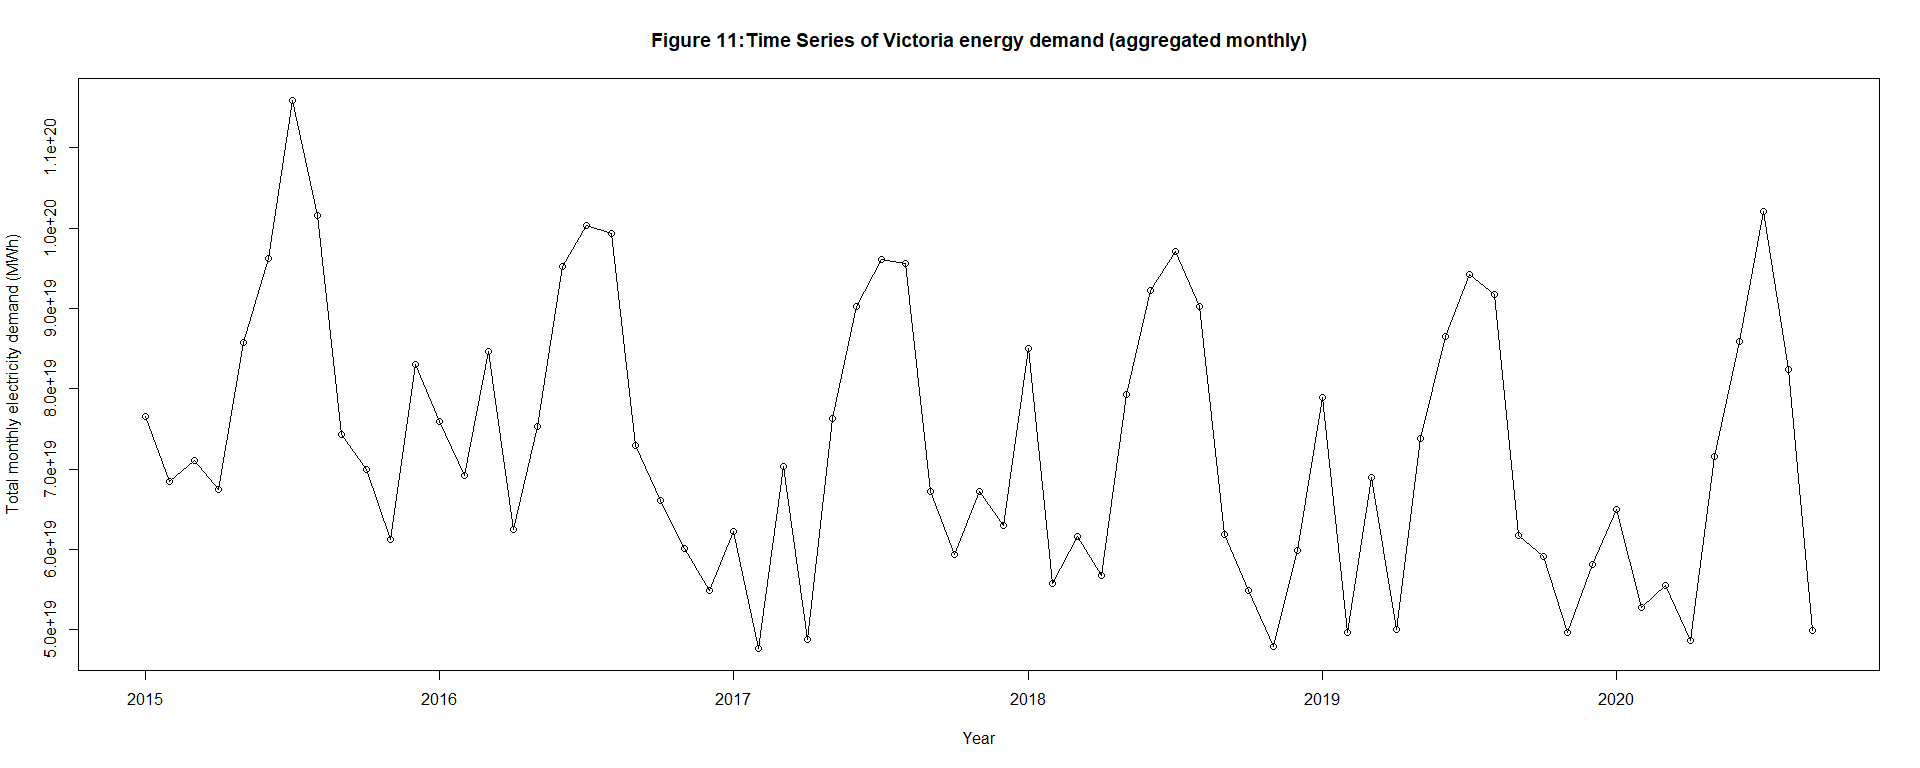 Figure 11: Time Series of Victoria energy demand (aggregated monthly)
Total monthly electricity demand (MWh)
1.1e+20
1.0e+20
9.0e+19
8.0e+19
7.0e+19
6.0e+19
5.0e+19
2015 2016 2017 2018 2019 2020
Year